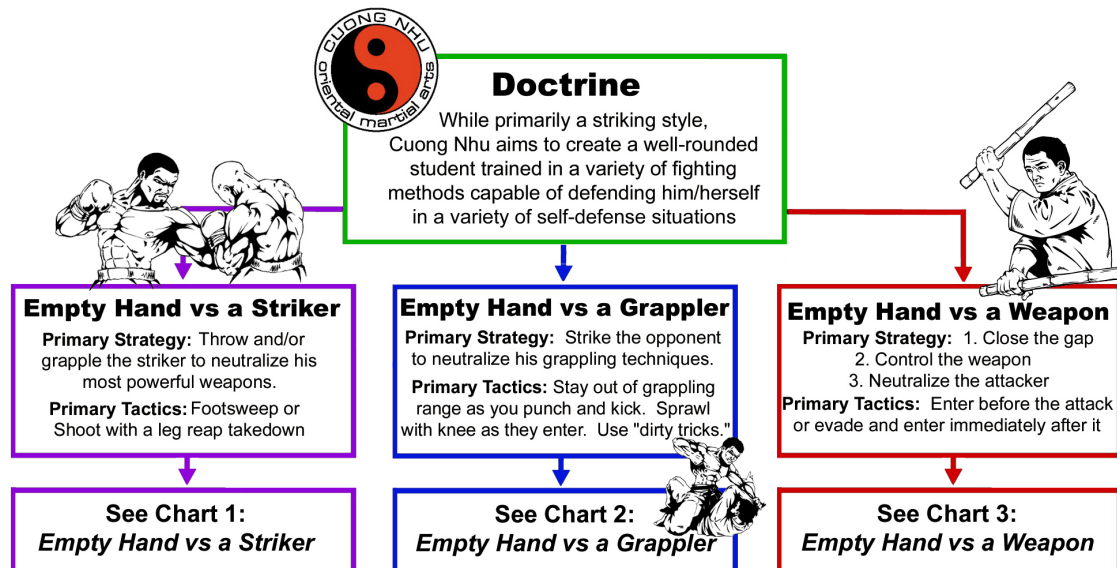 CUONG NHU
oriental martial arts
Doctrine
While primarily a striking style,
Cuong Nhu aims to create a well-rounded
student trained in a variety of fighting
methods capable of defending him/herself
in a variety of self-defense situations
Empty Hand vs a Striker
Primary Strategy: Throw and/or
grapple the striker to neutralize his
most powerful weapons.
Primary Tactics: Footsweep or
Shoot with a leg reap takedown
See Chart 1:
Empty Hand vs a Striker
Empty Hand vs a Grappler
Primary Strategy: Strike the opponent
to neutralize his grappling techniques.
Primary Tactics: Stay out of grappling
range as you punch and kick. Sprawl
with knee as they enter. Use "dirty tricks."
See Chart 2:
Empty Hand vs a Grappler
Empty Hand vs a Weapon
Primary Strategy: 1. Close the gap
2. Control the weapon
3. Neutralize the attacker
Primary Tactics: Enter before the attack
or evade and enter immediately after it
See Chart 3:
Empty Hand vs a Weapon